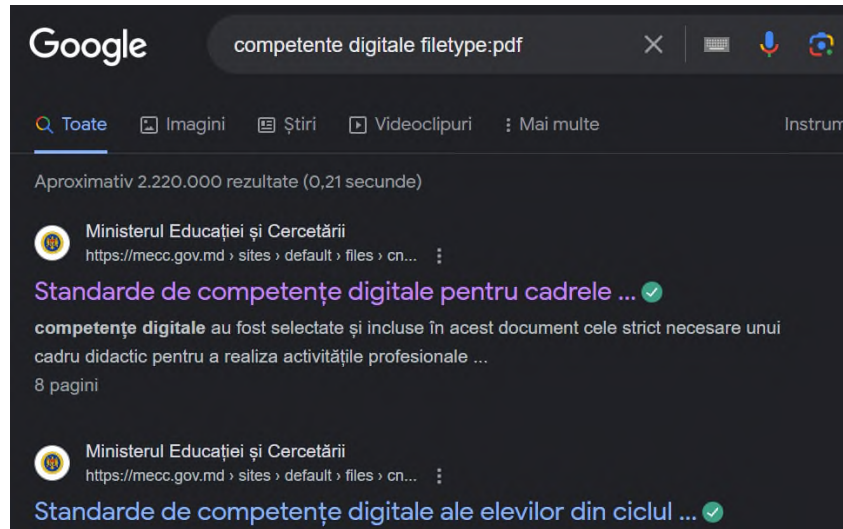 Google
competente digitale filetype:pdf
Toate Imagini Știri Videoclipuri Mai multe Instrum
Aproximativ 2.220.000 rezultate (0,21 secunde)
Ministerul Educației și Cercetării
https://mecc.gov.md › sites › default › files › cn...
Standarde de competențe digitale pentru cadrele ...
competențe digitale au fost selectate și incluse în acest document cele strict necesare unui
cadru didactic pentru a realiza activitățile profesionale ...
8 pagini
Ministerul Educației și Cercetării
https://mecc.gov.md › sites › default › files › cn...
Standarde de competențe digitale ale elevilor din ciclul ...